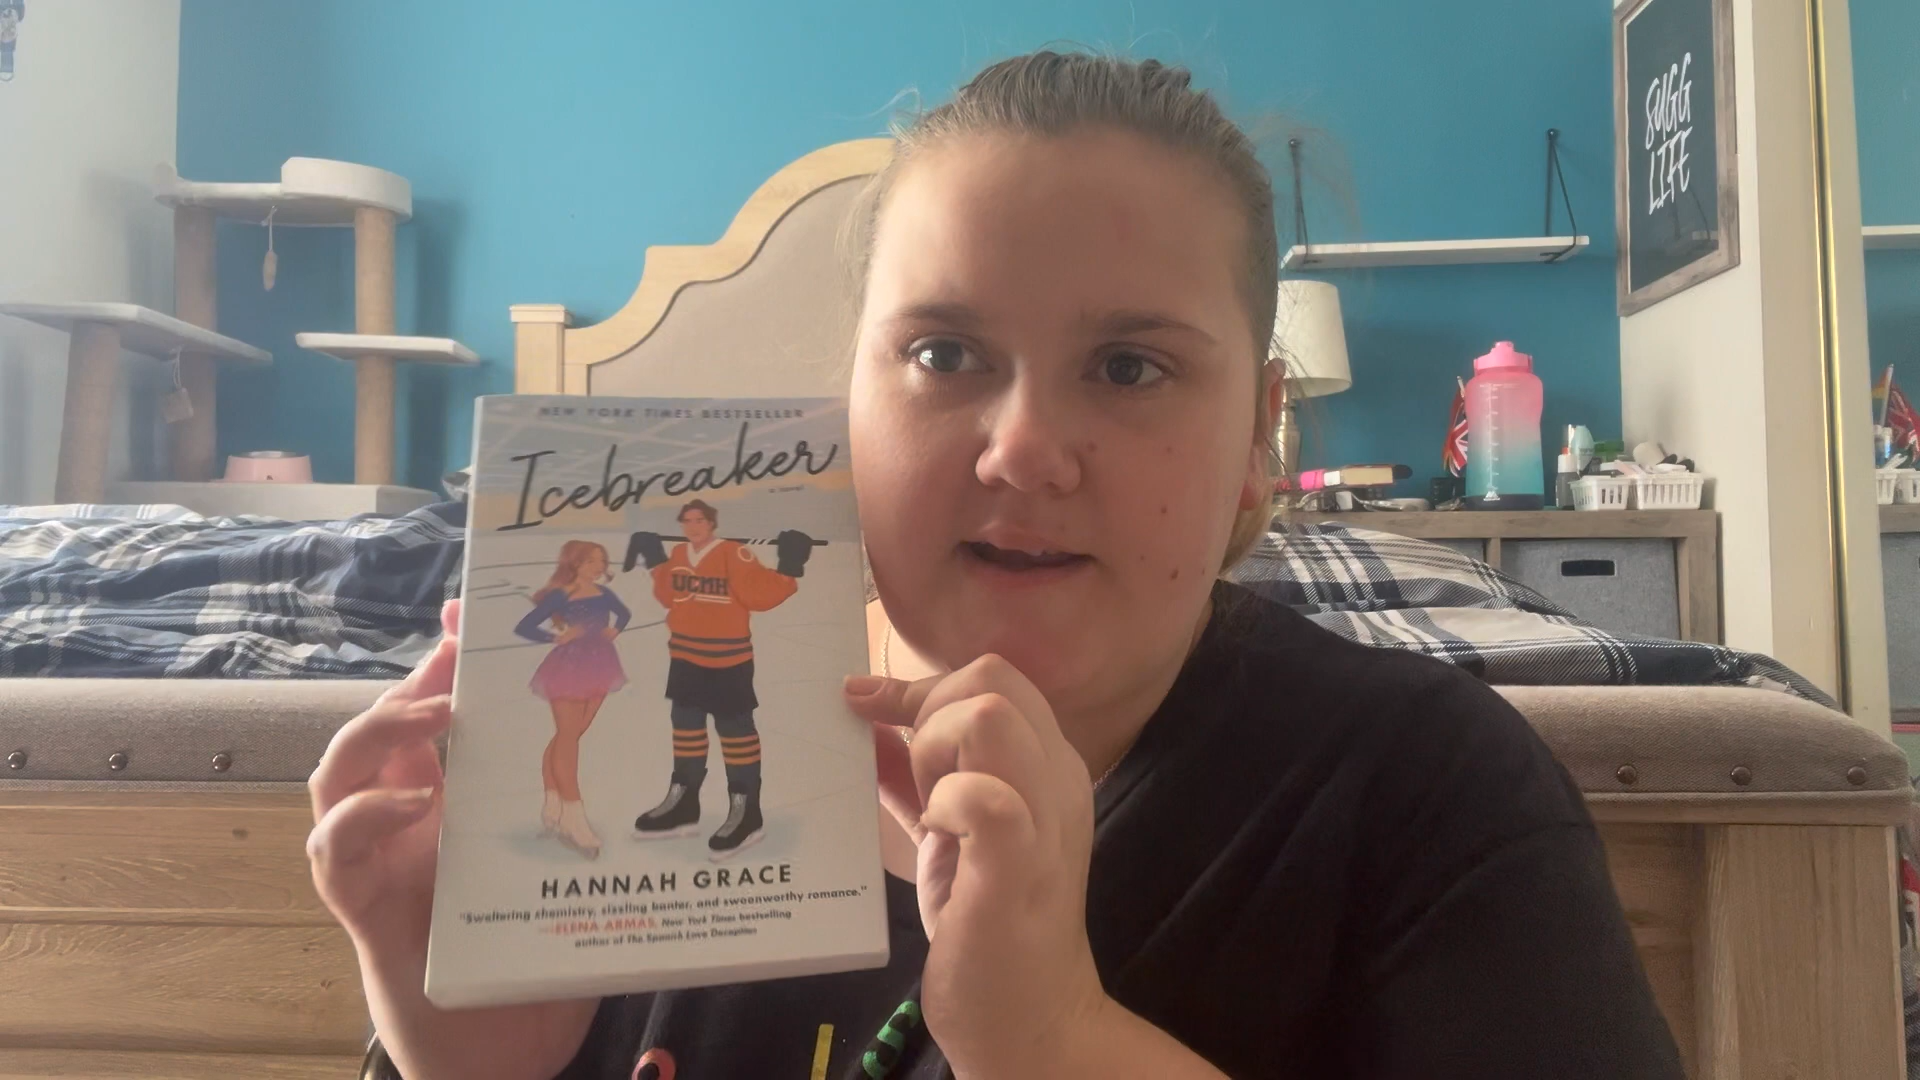 NEW YORK TIMES BESTSELLER
Icebreaker
a novel
UCMH
HANNAH GRACE
"Sweltering chemistry, sizzling banter, and swoonworthy romance."
—ELENA ARMAS, New York Times bestselling
author of The Spanish Love Deception
SUGG
LIFE